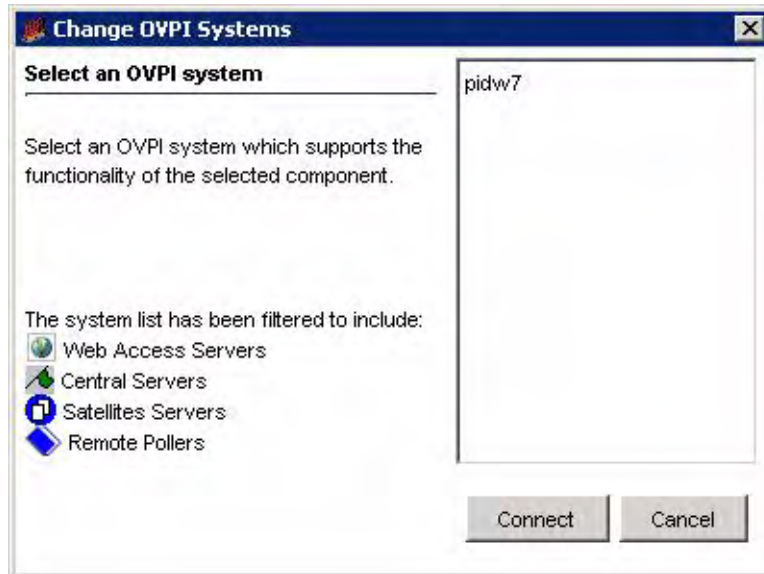 Change OVPI Systems
Select an OVPI system
pidw7
Select an OVPI system which supports the
functionality of the selected component.
The system list has been filtered to include:
Web Access Servers
Central Servers
Satellites Servers
Remote Pollers
Connect
Cancel